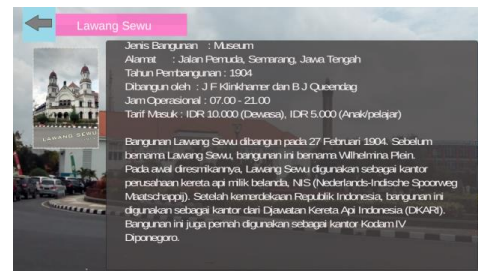 Lawang Sewu
Jenis Bangunan : Museum
Alamat : Jalan Pemuda, Semarang, Jawa Tengah
Tahun Pembangunan : 1904
Dibangun oleh : J F Klinkhamer dan B J Queendag
Jam Operasional : 07.00 - 21.00
Tarif Masuk : IDR 10.000 (Dewasa), IDR 5.000 (Anak/pelajar)
LAWANG SEWU
Bangunan Lawang Sewu dibangun pada 27 Februari 1904. Sebelum
bernama Lawang Sewu, bangunan ini bernama Wilhelmina Plein.
Pada awal diresmikannya, Lawang Sewu digunakan sebagai kantor
perusahaan kereta api milik belanda, NIS (Nederlands-Indische Spoorweg
Maatschappij). Setelah kemerdekaan Republik Indonesia, bangunan ini
digunakan sebagai kantor dari Djawatan Kereta Api Indonesia (DKARI).
Bangunan ini juga pernah digunakan sebagai kantor Kodam IV
Diponegoro.